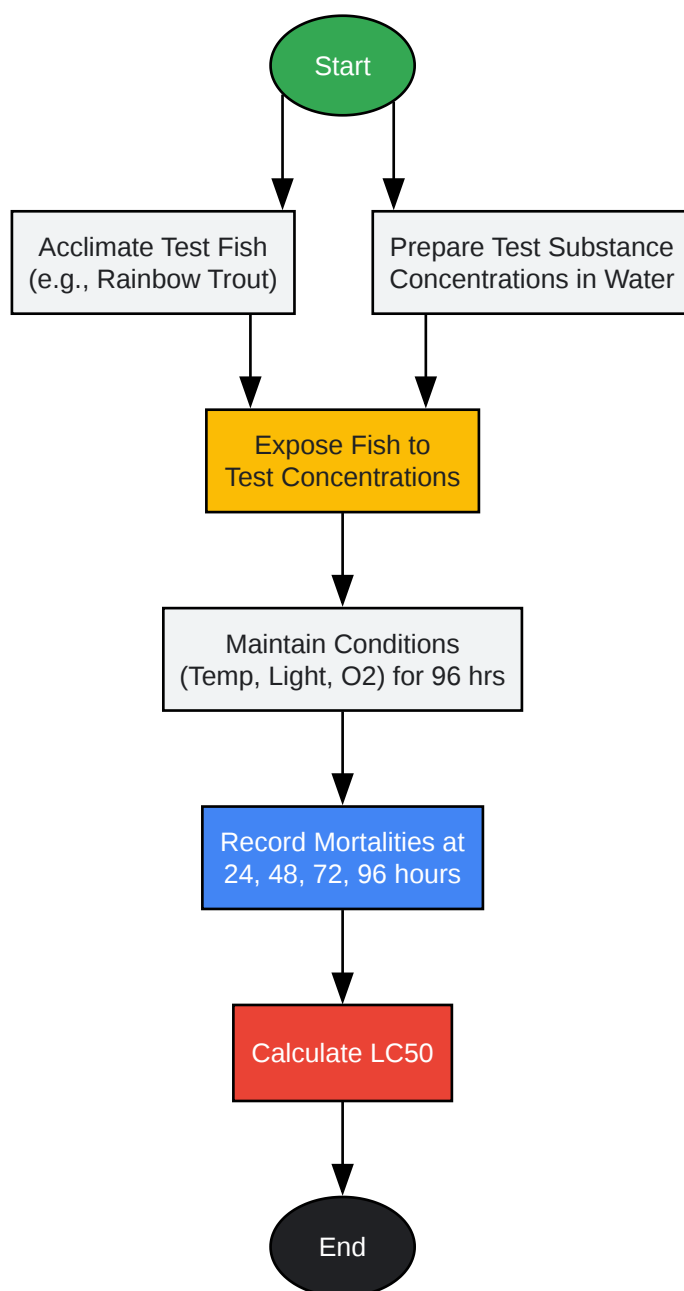 Start
Acclimate Test Fish
(e.g., Rainbow Trout)
Prepare Test Substance
Concentrations in Water
Expose Fish to
Test Concentrations
Maintain Conditions
(Temp, Light, O2) for 96 hrs
Record Mortalities at
24, 48, 72, 96 hours
Calculate LC50
End